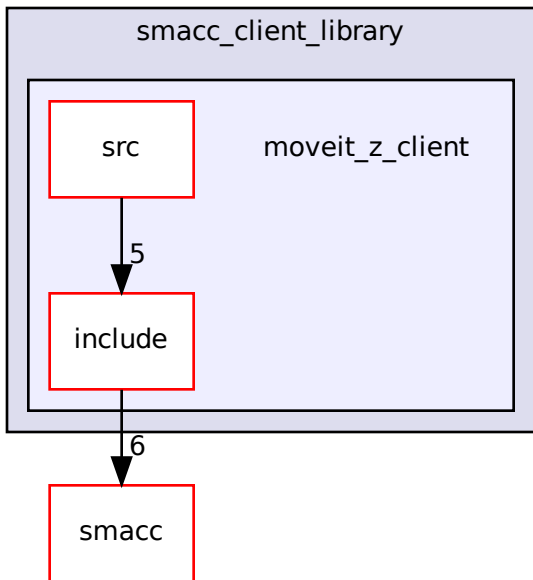 smacc_client_library
src
moveit_z_client
5
include
6
smacc